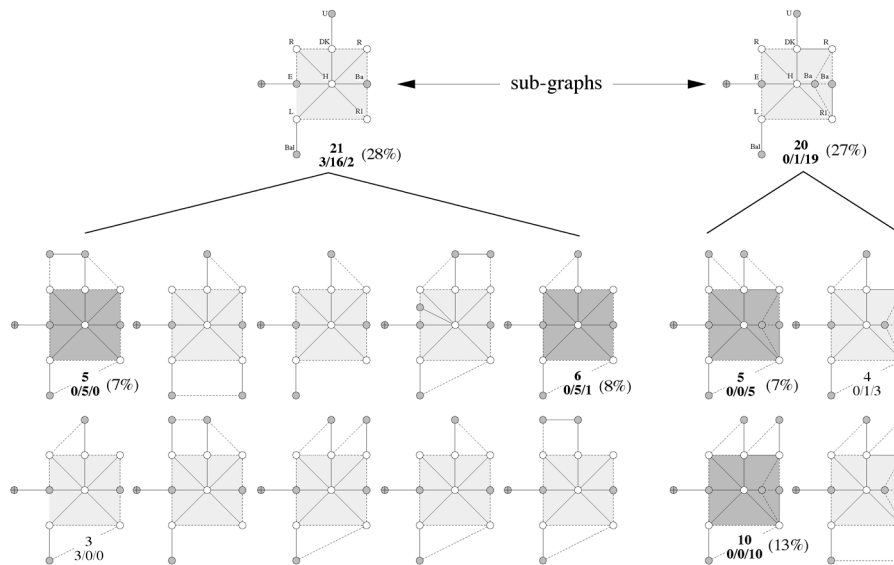 U
U
R DK R
R DK R
E H Ba
E H Ba Ba
sub-graphs
L R1
L R1
Bal
Bal
21 (28%)
3/16/2
20 (27%)
0/1/19
5 (7%)
0/5/0
6 (8%)
0/5/1
5 (7%)
0/0/5
4
0/1/3
3
3/0/0
10 (13%)
0/0/10